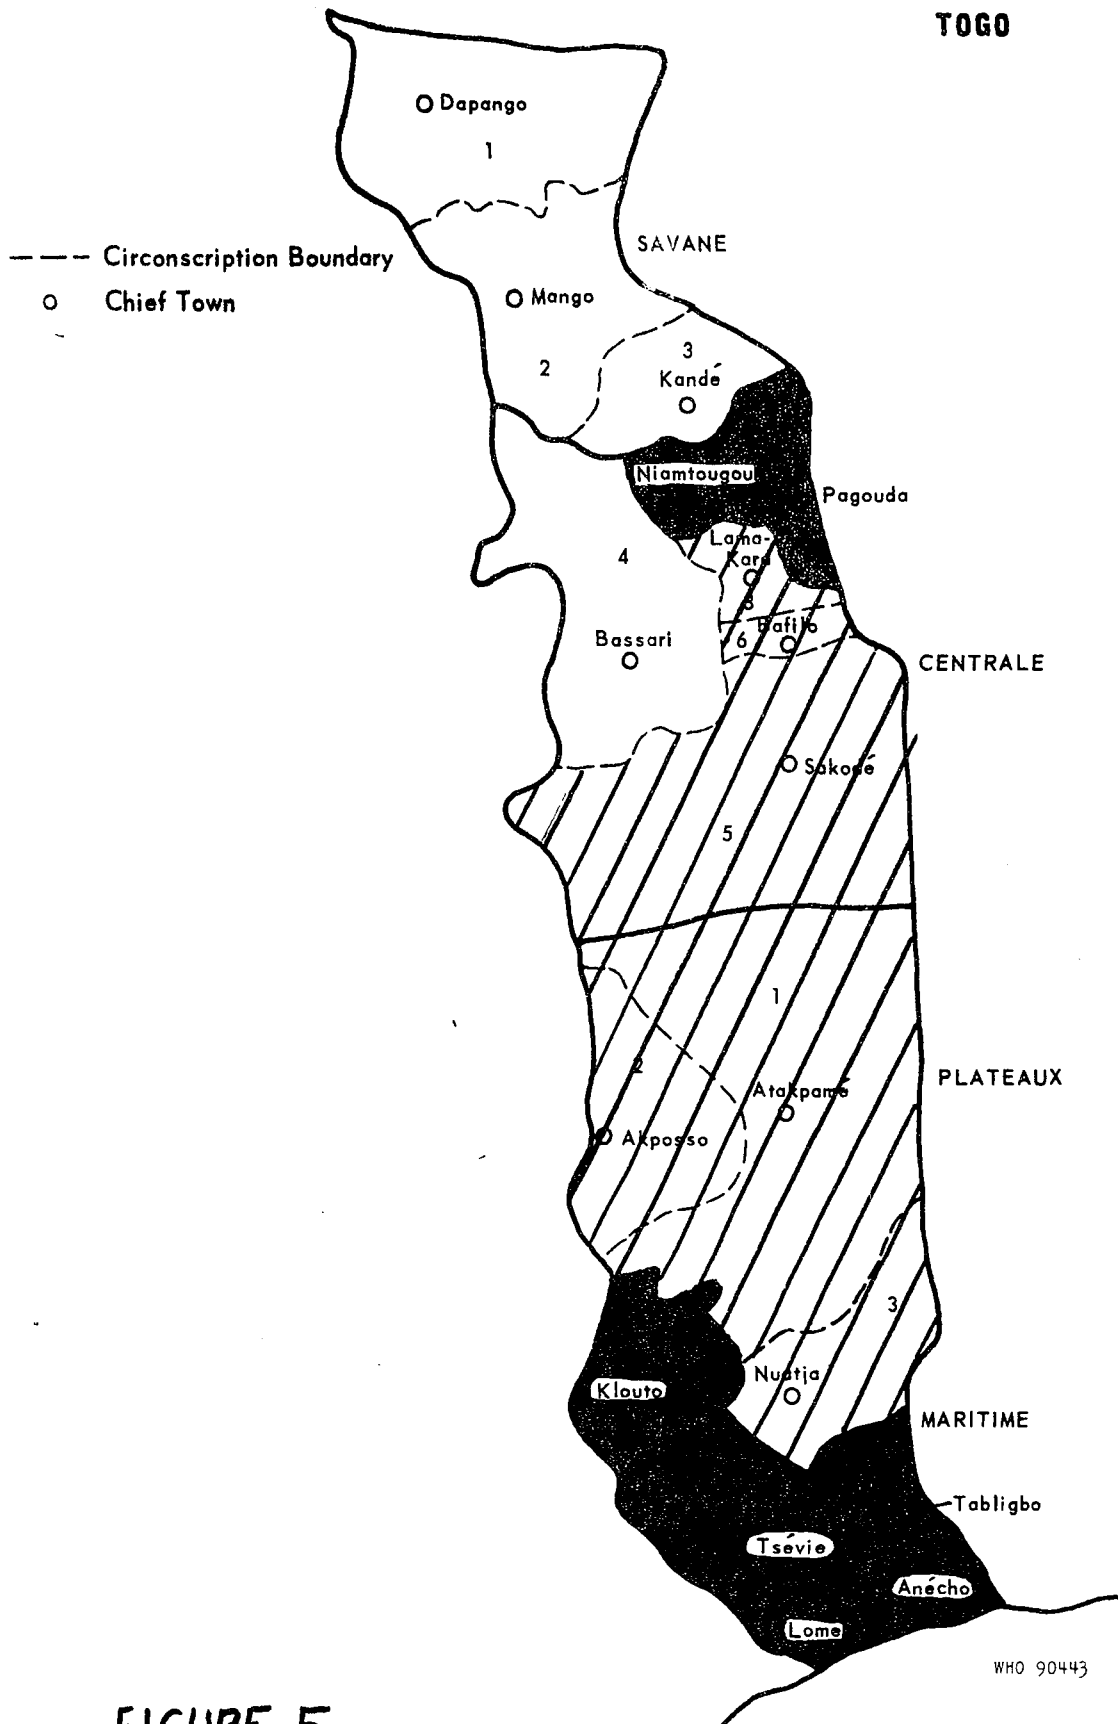 TOGO
Dapango
1
SAVANE
— — — Circonscription Boundary
Mango
o Chief Town
3
2
Kandé
Niamtougou
Pagouda
Lama-
Kara
4
8
Bafilo
6
Bassari
CENTRALE
Sokodé
5
1
2
PLATEAUX
Atakpamé
Akposso
3
Nuatja
Klouto
MARITIME
Tabligbo
Tsévie
Anécho
Lome
WHO 90443
FIGURE 5